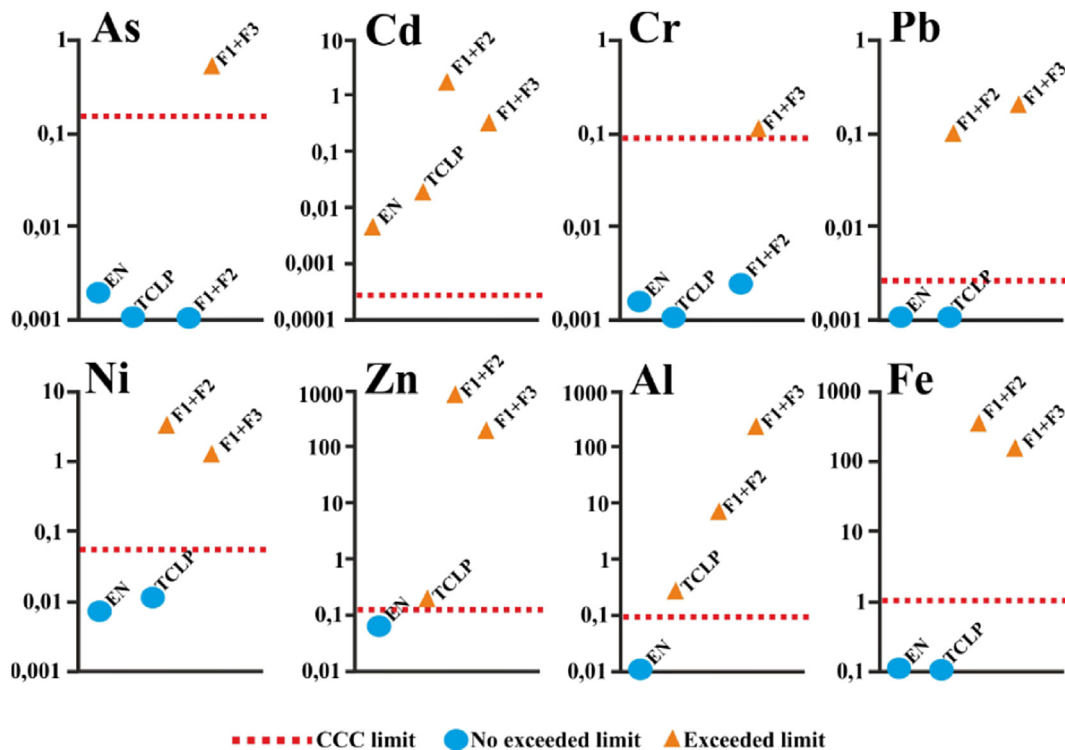 As
1
0,1
0,01
0,001
EN
TCLP
F1+F2
F1+F3
Cd
10
1
0,1
0,01
0,001
0,0001
EN
TCLP
F1+F2
F1+F3
Cr
1
0,1
0,01
0,001
EN
TCLP
F1+F2
F1+F3
Pb
1
0,1
0,01
0,001
EN
TCLP
F1+F2
F1+F3
Ni
10
1
0,1
0,01
0,001
EN
TCLP
F1+F2
F1+F3
Zn
1000
100
10
1
0,1
0,01
EN
TCLP
F1+F2
F1+F3
Al
1000
100
10
1
0,1
0,01
EN
TCLP
F1+F2
F1+F3
Fe
1000
100
10
1
0,1
EN
TCLP
F1+F2
F1+F3
CCC limit No exceeded limit Exceeded limit